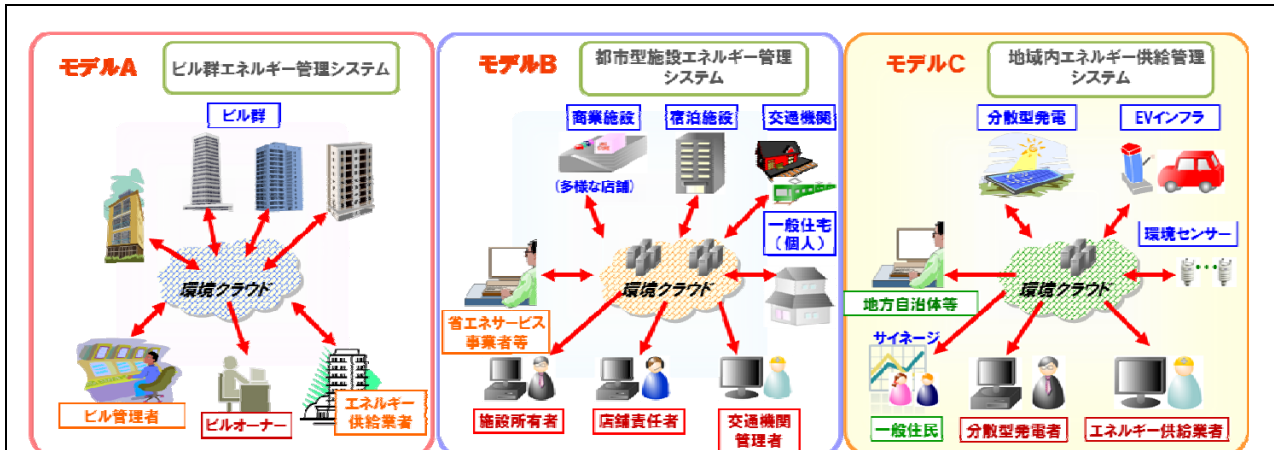 モデルA
ビル群エネルギー管理システム
ビル群
環境クラウド
ビル管理者
ビルオーナー
エネルギー
供給業者
モデルB
都市型施設エネルギー管理
システム
商業施設
宿泊施設
交通機関
(多様な店舗)
一般住宅
(個人)
環境クラウド
省エネサービス
事業者等
施設所有者
店舗責任者
交通機関
管理者
モデルC
地域内エネルギー供給管理
システム
分散型発電
EVインフラ
環境センサー
環境クラウド
地方自治体等
サイネージ
一般住民
分散型発電者
エネルギー供給業者